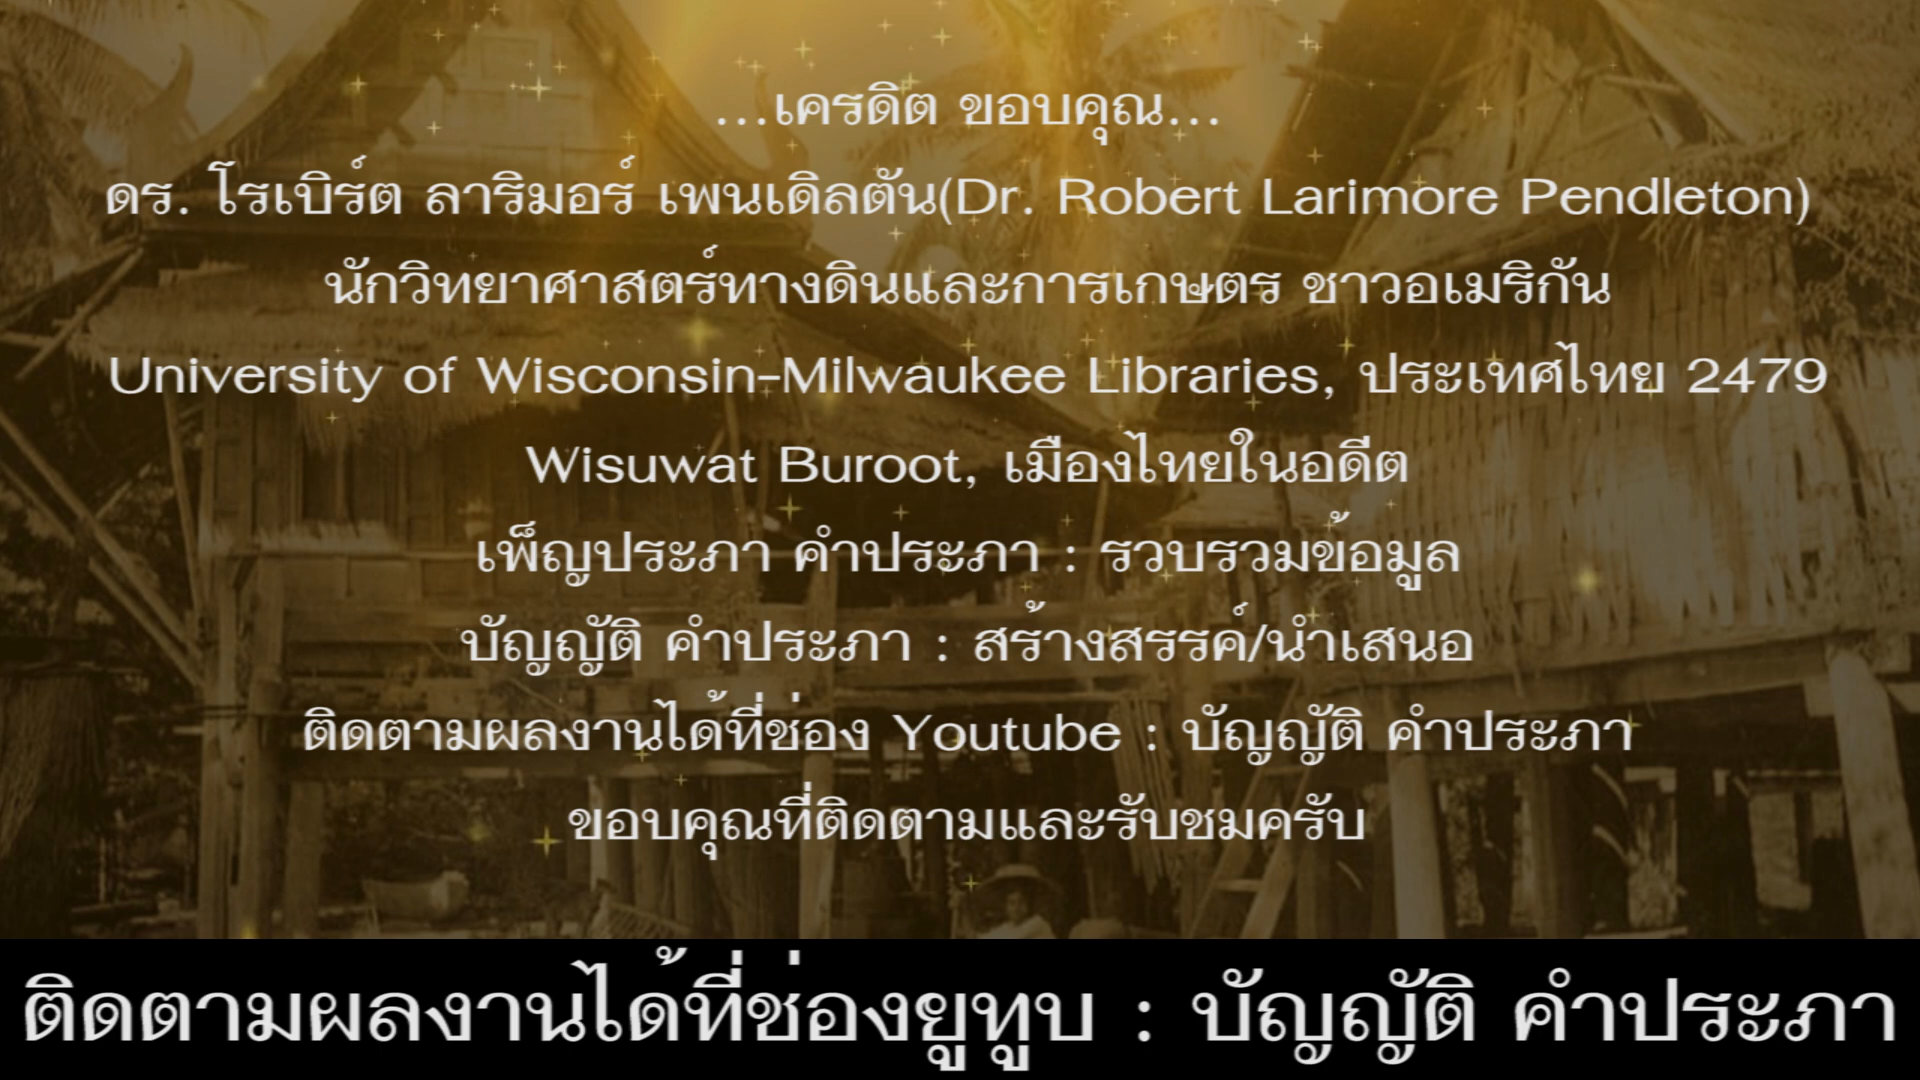 ...เครดิต ขอบคุณ...
ดร. โรเบิร์ต ลาริมอร์ เพนเดิลตัน(Dr. Robert Larimore Pendleton)
นักวิทยาศาสตร์ทางดินและการเกษตร ชาวอเมริกัน
University of Wisconsin-Milwaukee Libraries, ประเทศไทย 2479
Wisuwat Buroot, เมืองไทยในอดีต
เพ็ญประภา คำประภา : รวบรวมข้อมูล
บัญญัติ คำประภา : สร้างสรรค์/นำเสนอ
ติดตามผลงานได้ที่ช่อง Youtube : บัญญัติ คำประภา
ขอบคุณที่ติดตามและรับชมครับ
ติดตามผลงานได้ที่ช่องยูทูบ : บัญญัติ คำประภา